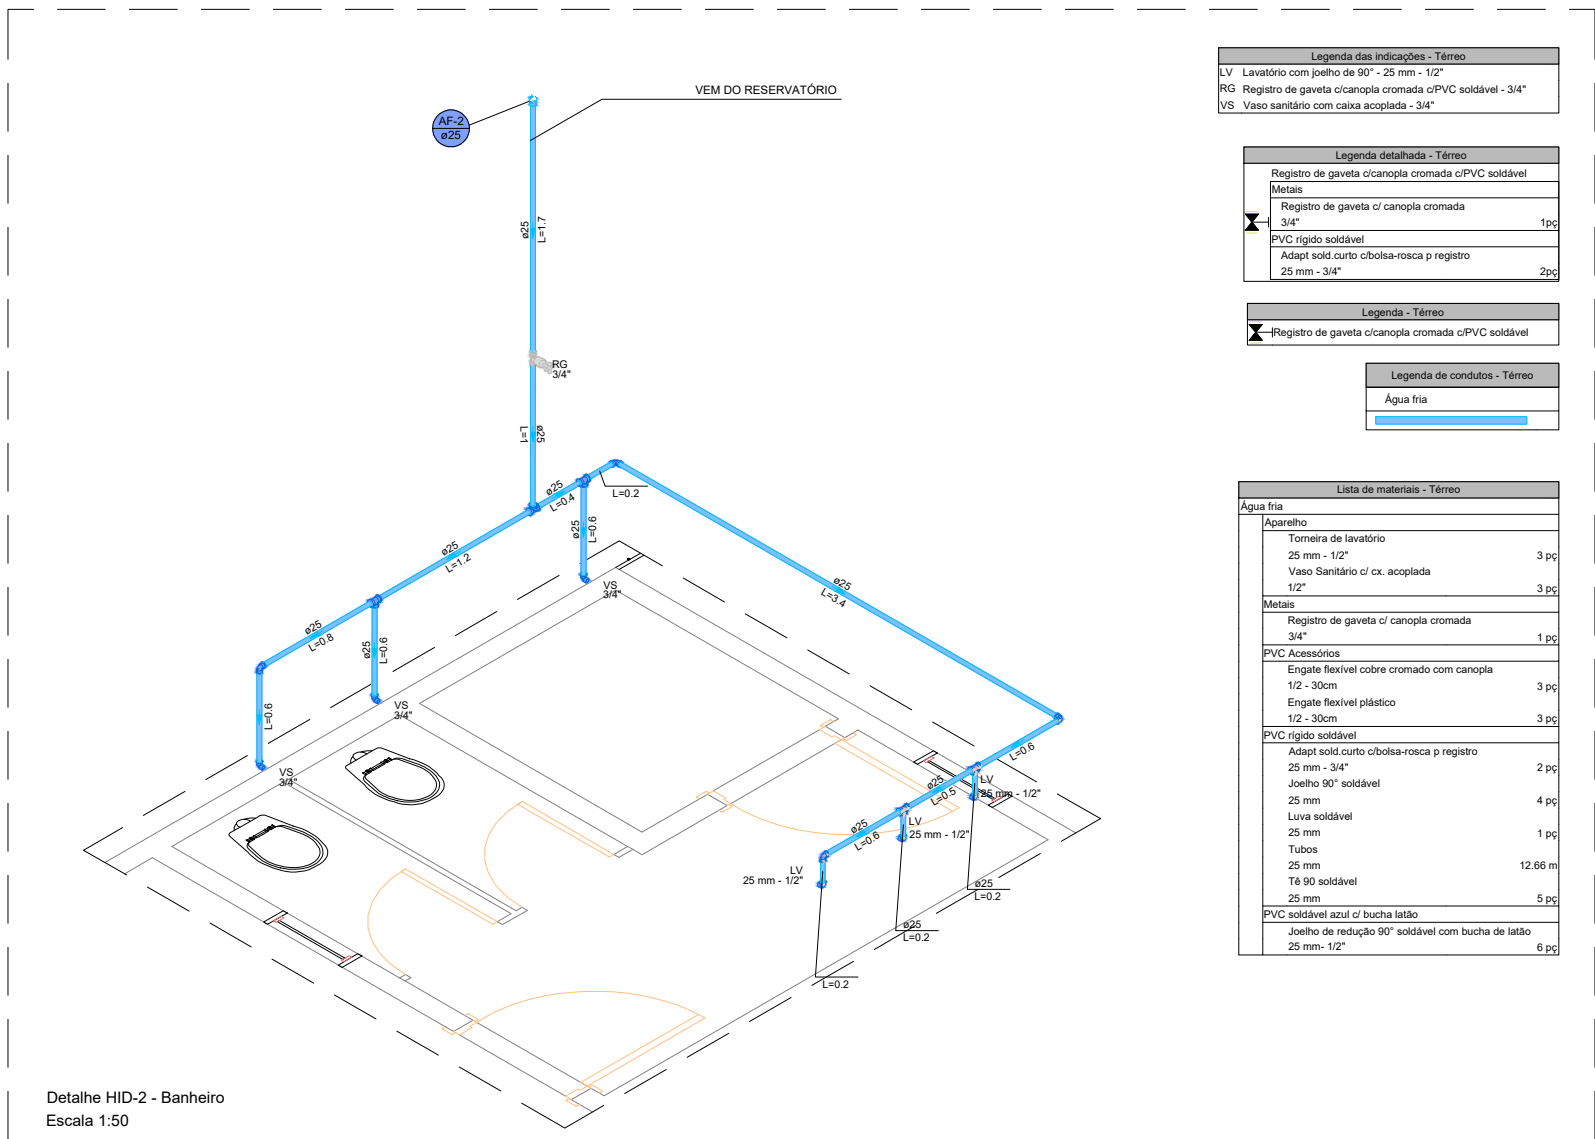 VEM DO RESERVATÓRIO
AF-2
ø25
ø25
L=1.7
RG
3/4"
L=1
ø25
ø25
L=0.4
L=0.2
ø25
L=0.6
VS
3/4"
ø25
L=1.2
ø25
L=3.4
ø25
L=0.8
ø25
L=0.6
VS
3/4"
L=0.6
VS
3/4"
L=0.6
LV
25 mm - 1/2"
ø25
L=0.5
LV
25 mm - 1/2"
ø25
L=0.6
LV
25 mm - 1/2"
ø25
L=0.2
ø25
L=0.2
L=0.2
Detalhe HID-2 - Banheiro
Escala 1:50
Legenda das indicações - Térreo
LV Lavatório com joelho de 90° - 25 mm - 1/2"
RG Registro de gaveta c/canopla cromada c/PVC soldável - 3/4"
VS Vaso sanitário com caixa acoplada - 3/4"
Legenda detalhada - Térreo
Registro de gaveta c/canopla cromada c/PVC soldável
Metais
Registro de gaveta c/ canopla cromada
3/4" 1pç
PVC rígido soldável
Adapt sold.curto c/bolsa-rosca p registro
25 mm - 3/4" 2pç
Legenda - Térreo
Registro de gaveta c/canopla cromada c/PVC soldável
Legenda de condutos - Térreo
Água fria
Lista de materiais - Térreo
Água fria
Aparelho
Torneira de lavatório
25 mm - 1/2" 3 pç
Vaso Sanitário c/ cx. acoplada
1/2" 3 pç
Metais
Registro de gaveta c/ canopla cromada
3/4" 1 pç
PVC Acessórios
Engate flexível cobre cromado com canopla
1/2 - 30cm 3 pç
Engate flexível plástico
1/2 - 30cm 3 pç
PVC rígido soldável
Adapt sold.curto c/bolsa-rosca p registro
25 mm - 3/4" 2 pç
Joelho 90° soldável
25 mm 4 pç
Luva soldável
25 mm 1 pç
Tubos
25 mm 12.66 m
Tê 90 soldável
25 mm 5 pç
PVC soldável azul c/ bucha latão
Joelho de redução 90° soldável com bucha de latão
25 mm- 1/2" 6 pç